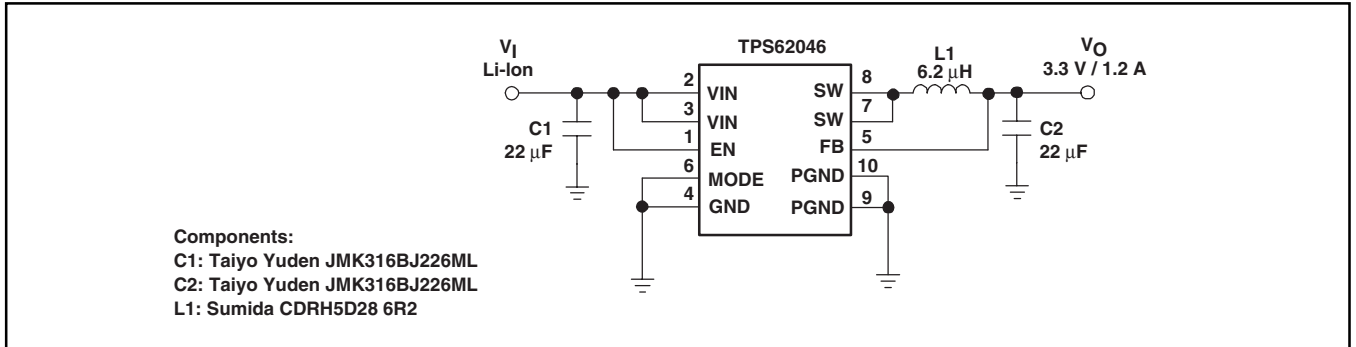 TPS62046
VI
Li-Ion
L1
6.2 µH
VO
3.3 V / 1.2 A
2 VIN
3 VIN
1 EN
6 MODE
4 GND
SW 8
SW 7
FB 5
PGND 10
PGND 9
C1
22 µF
C2
22 µF
Components:
C1: Taiyo Yuden JMK316BJ226ML
C2: Taiyo Yuden JMK316BJ226ML
L1: Sumida CDRH5D28 6R2